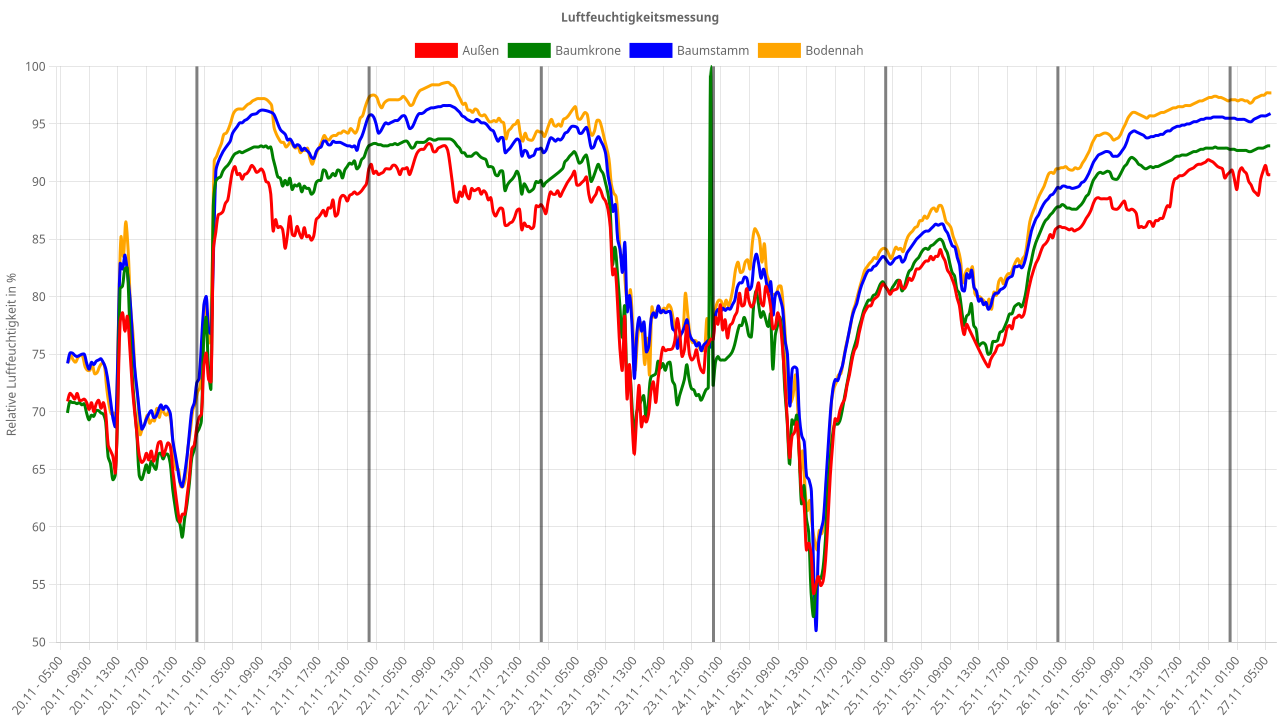 Luftfeuchtigkeitsmessung
Außen Baumkrone Baumstamm Bodennah
Relative Luftfeuchtigkeit in %
100
95
90
85
80
75
70
65
60
55
50
20.11 - 05:00
20.11 - 09:00
20.11 - 13:00
20.11 - 17:00
20.11 - 21:00
21.11 - 01:00
21.11 - 05:00
21.11 - 09:00
21.11 - 13:00
21.11 - 17:00
21.11 - 21:00
22.11 - 01:00
22.11 - 05:00
22.11 - 09:00
22.11 - 13:00
22.11 - 17:00
22.11 - 21:00
23.11 - 01:00
23.11 - 05:00
23.11 - 09:00
23.11 - 13:00
23.11 - 17:00
23.11 - 21:00
24.11 - 01:00
24.11 - 05:00
24.11 - 09:00
24.11 - 13:00
24.11 - 17:00
24.11 - 21:00
25.11 - 01:00
25.11 - 05:00
25.11 - 09:00
25.11 - 13:00
25.11 - 17:00
25.11 - 21:00
26.11 - 01:00
26.11 - 05:00
26.11 - 09:00
26.11 - 13:00
26.11 - 17:00
26.11 - 21:00
27.11 - 01:00
27.11 - 05:00